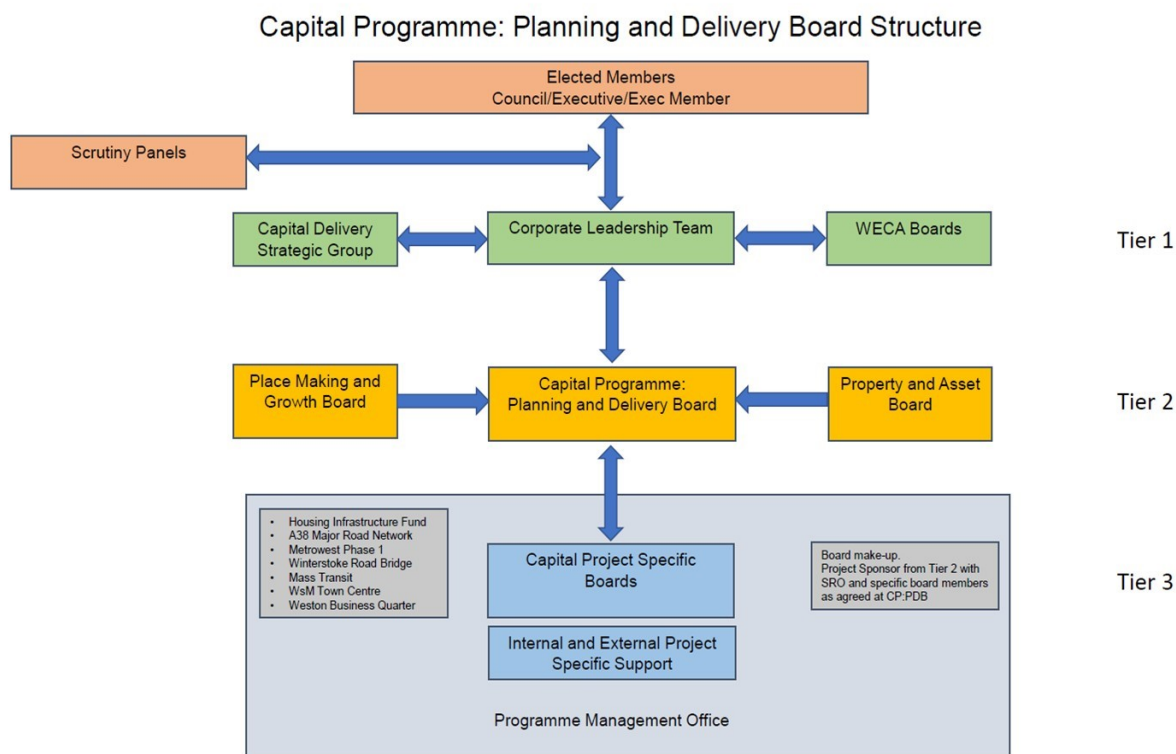 Capital Programme: Planning and Delivery Board Structure
Elected Members
Council/Executive/Exec Member
Scrutiny Panels
Capital Delivery
Strategic Group
Corporate Leadership Team
WECA Boards
Tier 1
Place Making and
Growth Board
Capital Programme:
Planning and Delivery Board
Property and Asset
Board
Tier 2
• Housing Infrastructure Fund
• A38 Major Road Network
• Metrowest Phase 1
• Winterstoke Road Bridge
• Mass Transit
• WsM Town Centre
• Weston Business Quarter
Capital Project Specific
Boards
Board make-up.
Project Sponsor from Tier 2 with
SRO and specific board members
as agreed at CP:PDB
Tier 3
Internal and External Project
Specific Support
Programme Management Office